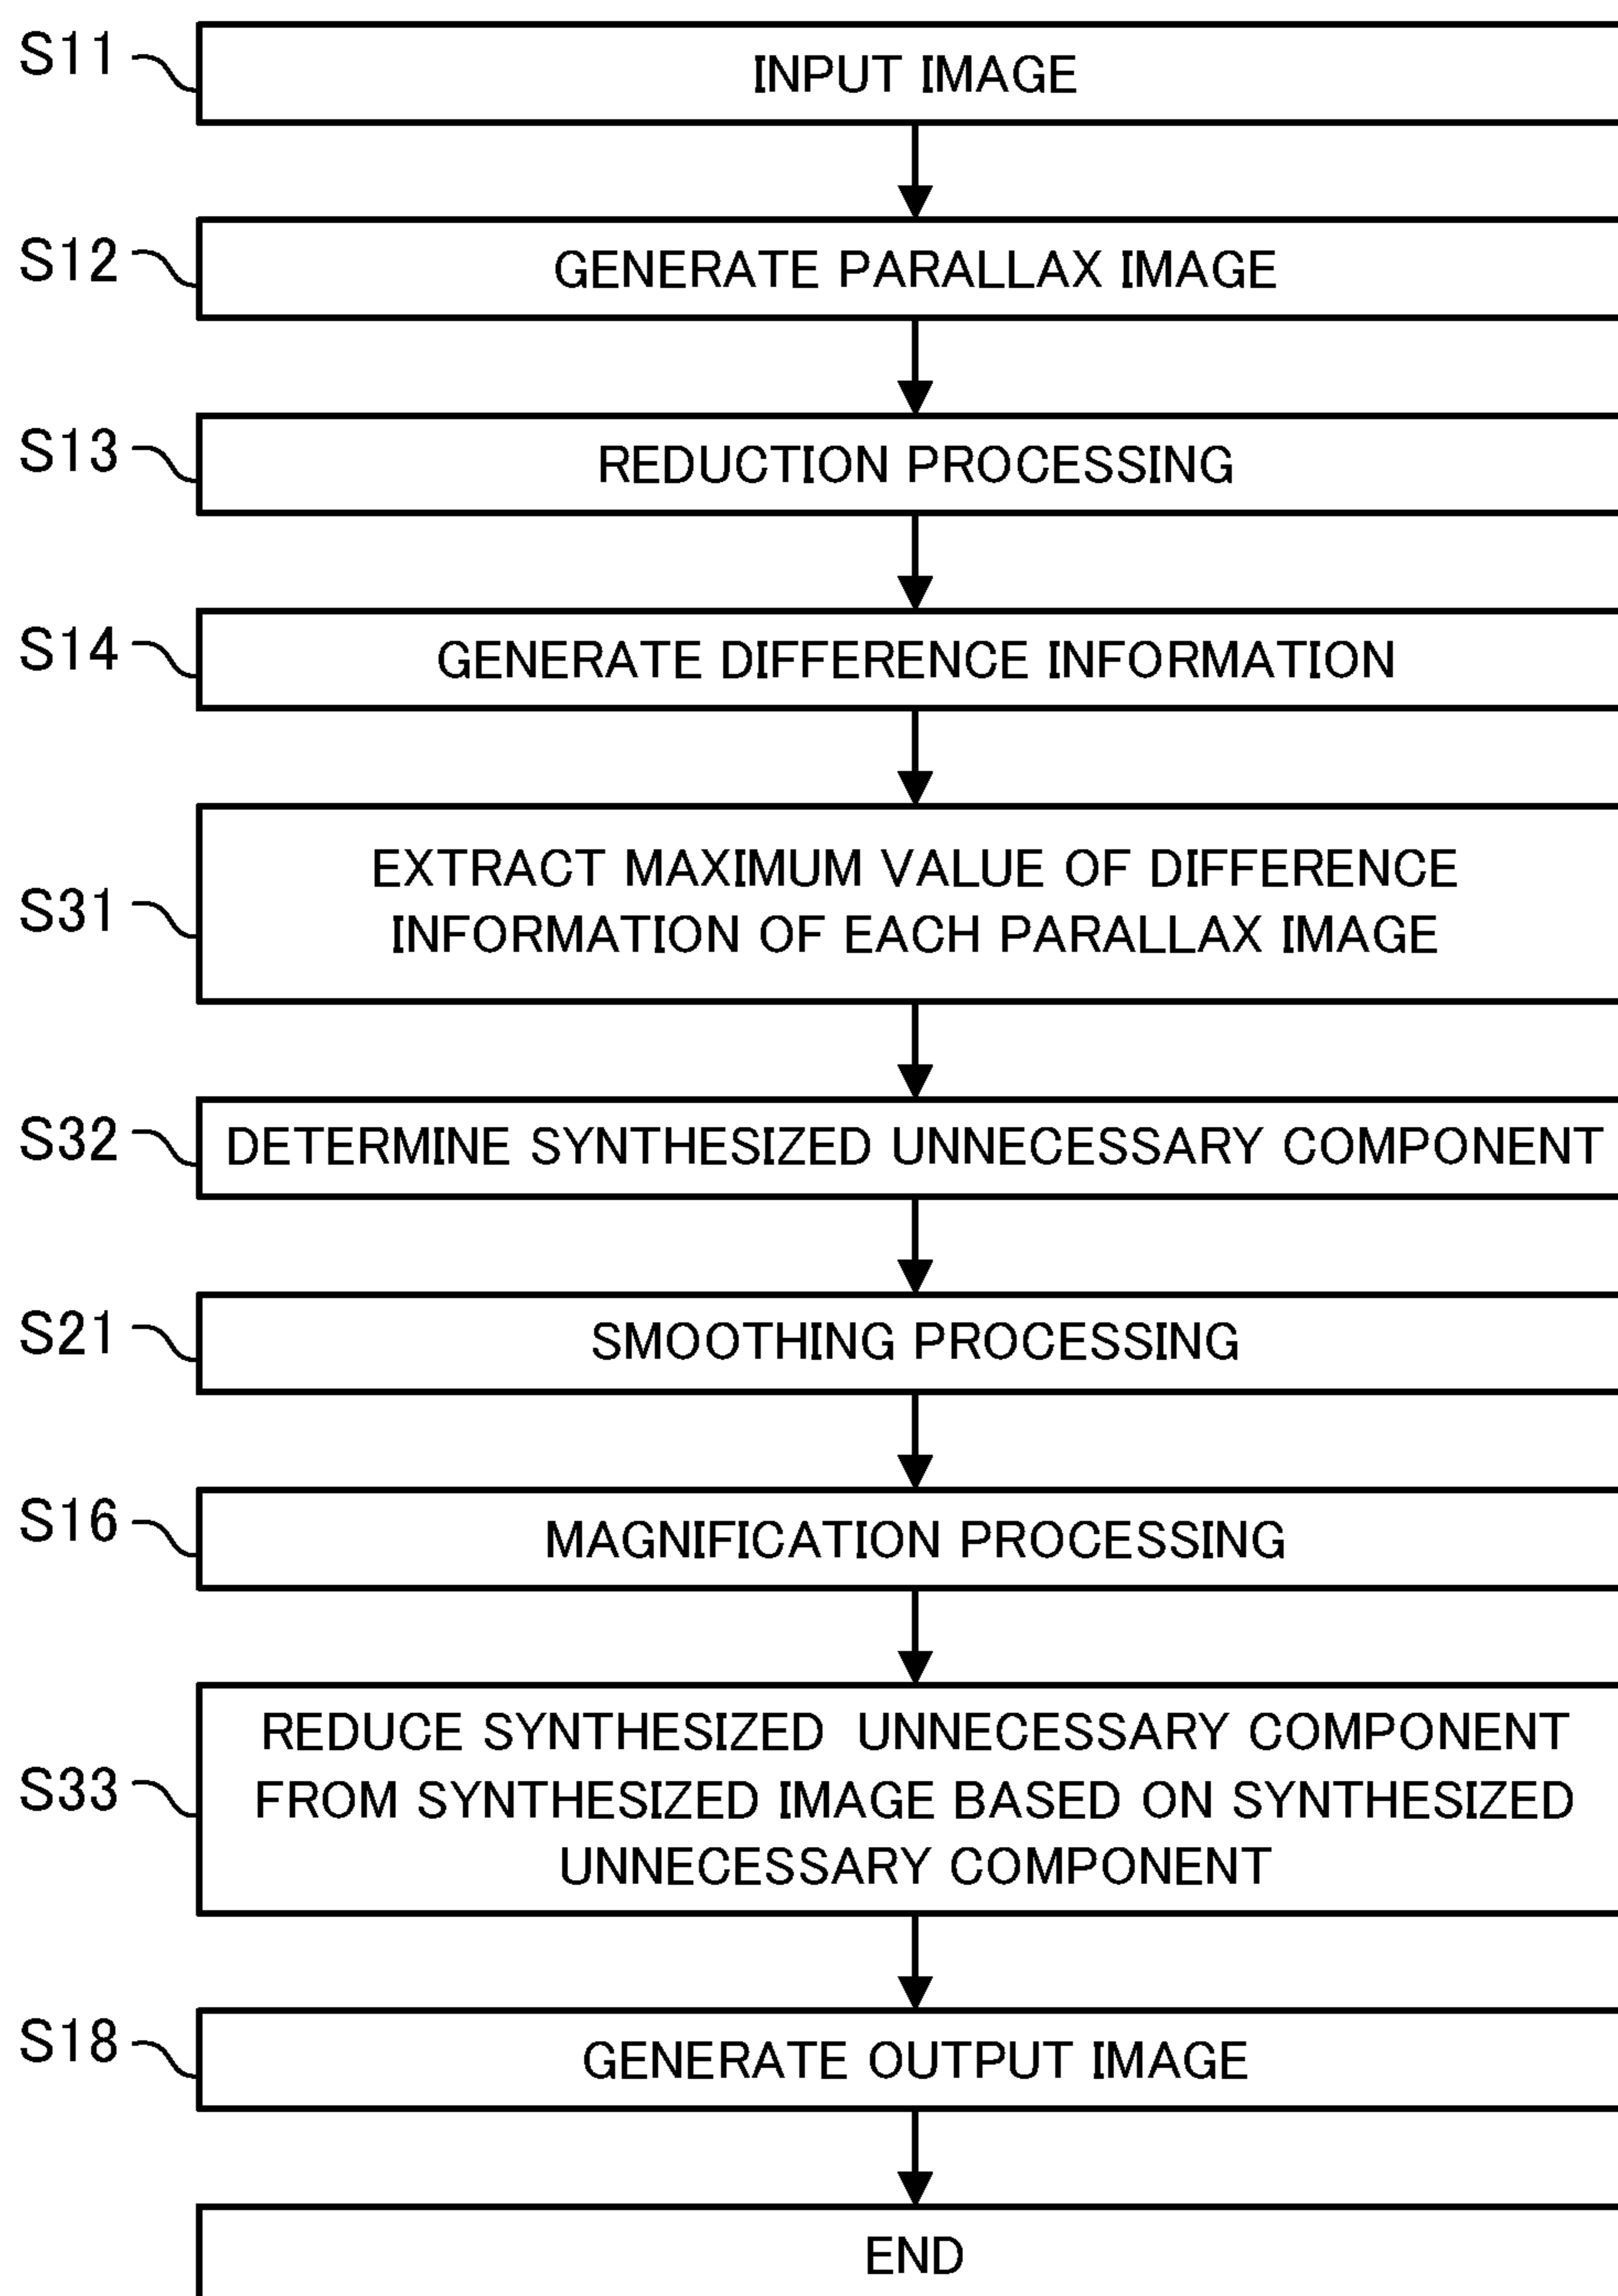 S11 INPUT IMAGE
S12 GENERATE PARALLAX IMAGE
S13 REDUCTION PROCESSING
S14 GENERATE DIFFERENCE INFORMATION
EXTRACT MAXIMUM VALUE OF DIFFERENCE
S31 INFORMATION OF EACH PARALLAX IMAGE
S32 DETERMINE SYNTHESIZED UNNECESSARY COMPONENT
S21 SMOOTHING PROCESSING
S16 MAGNIFICATION PROCESSING
REDUCE SYNTHESIZED UNNECESSARY COMPONENT
S33 FROM SYNTHESIZED IMAGE BASED ON SYNTHESIZED
UNNECESSARY COMPONENT
S18 GENERATE OUTPUT IMAGE
END